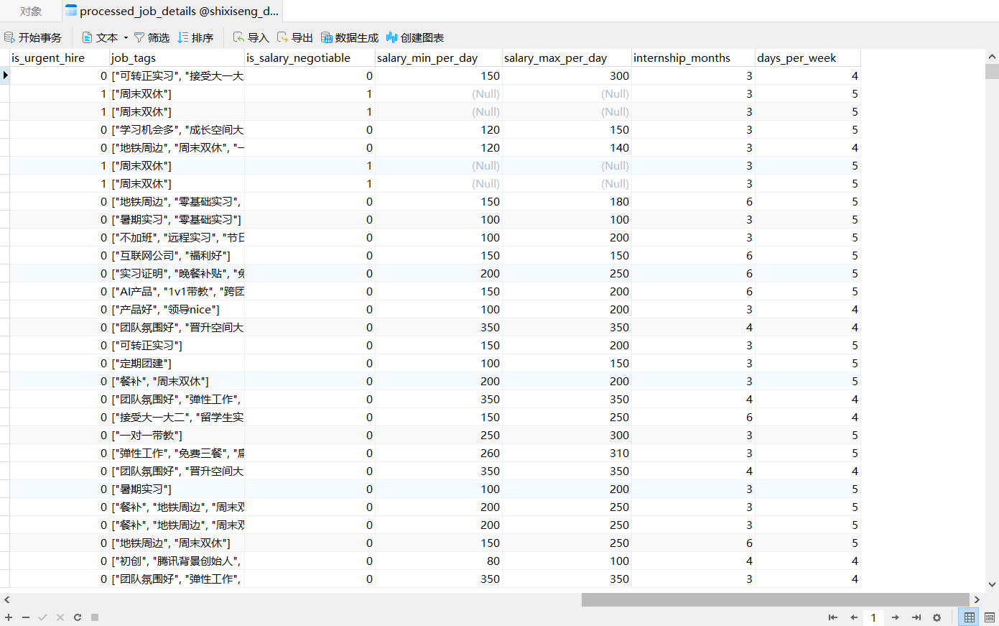 对象 processed_job_details @shixiseng_d...
开始事务 文本 筛选 排序 导入 导出 数据生成 创建图表
is_urgent_hire job_tags is_salary_negotiable salary_min_per_day salary_max_per_day internship_months days_per_week
0 ["可转正实习", "接受大一大 0 150 300 3 4
1 ["周末双休"] 1 (Null) (Null) 3 5
1 ["周末双休"] 1 (Null) (Null) 3 5
0 ["学习机会多", "成长空间大 0 120 150 3 5
0 ["地铁周边", "周末双休", "一 0 120 140 3 4
1 ["周末双休"] 1 (Null) (Null) 3 5
1 ["周末双休"] 1 (Null) (Null) 3 5
0 ["地铁周边", "零基础实习", 0 150 180 6 5
0 ["暑期实习", "零基础实习"] 0 100 100 3 5
0 ["不加班", "远程实习", "节日 0 100 200 3 5
0 ["互联网公司", "福利好"] 0 150 150 6 5
0 ["实习证明", "晚餐补贴", "免 0 200 250 6 5
0 ["AI产品", "1v1带教", "跨团 0 150 200 6 5
0 ["产品好", "领导nice"] 0 100 200 3 4
0 ["团队氛围好", "晋升空间大 0 350 350 4 4
0 ["可转正实习"] 0 150 200 3 5
0 ["定期团建"] 0 100 150 3 5
0 ["餐补", "周末双休"] 0 200 200 3 5
0 ["团队氛围好", "弹性工作", 0 350 350 4 4
0 ["接受大一大二", "留学生实 0 150 250 6 4
0 ["一对一带教"] 0 250 300 3 5
0 ["弹性工作", "免费三餐", "扁 0 260 310 3 5
0 ["团队氛围好", "晋升空间大 0 350 350 4 4
0 ["暑期实习"] 0 100 200 3 5
0 ["餐补", "地铁周边", "周末双 0 200 250 3 5
0 ["餐补", "地铁周边", "周末双 0 200 250 3 5
0 ["地铁周边", "周末双休"] 0 150 250 6 5
0 ["初创", "腾讯背景创始人", 0 80 100 4 4
0 ["团队氛围好", "弹性工作", 0 350 350 3 4
1